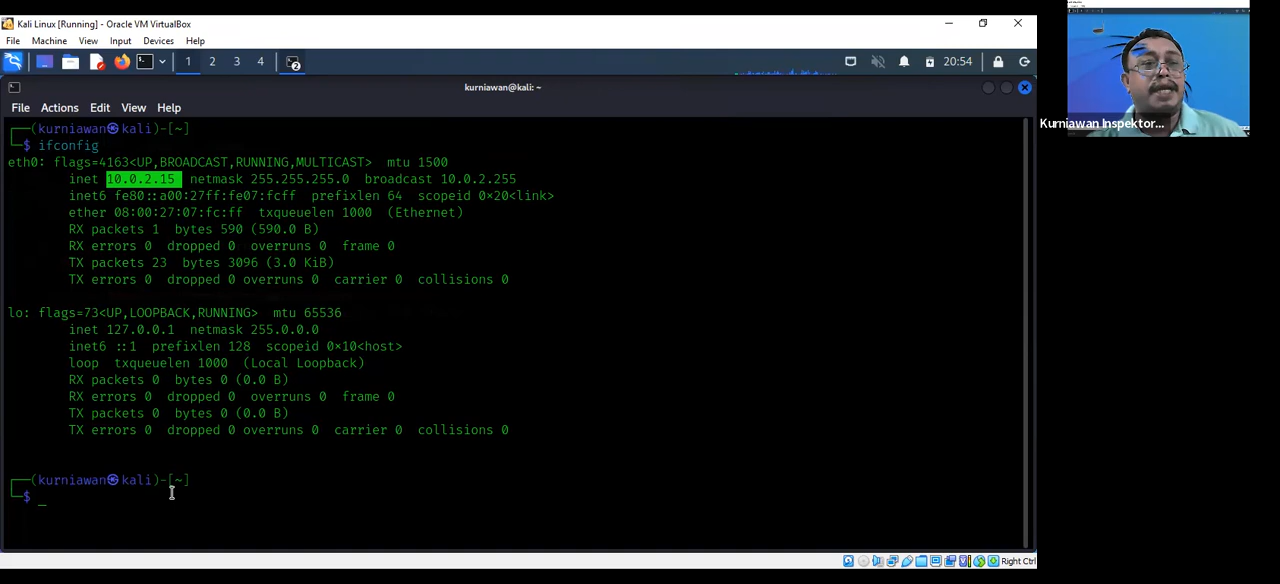 Kali Linux [Running] - Oracle VM VirtualBox
File Machine View Input Devices Help
1 2 3 4 2 20:54
kurniawan@kali: ~
File Actions Edit View Help
┌──(kurniawan㉿kali)-[~]
└─$ ifconfig
eth0: flags=4163<UP,BROADCAST,RUNNING,MULTICAST>  mtu 1500
        inet 10.0.2.15  netmask 255.255.255.0  broadcast 10.0.2.255
        inet6 fe80::a00:27ff:fe07:fcff  prefixlen 64  scopeid 0×20<link>
        ether 08:00:27:07:fc:ff  txqueuelen 1000  (Ethernet)
        RX packets 1  bytes 590 (590.0 B)
        RX errors 0  dropped 0  overruns 0  frame 0
        TX packets 23  bytes 3096 (3.0 KiB)
        TX errors 0  dropped 0 overruns 0  carrier 0  collisions 0
lo: flags=73<UP,LOOPBACK,RUNNING>  mtu 65536
        inet 127.0.0.1  netmask 255.0.0.0
        inet6 ::1  prefixlen 128  scopeid 0×10<host>
        loop  txqueuelen 1000  (Local Loopback)
        RX packets 0  bytes 0 (0.0 B)
        RX errors 0  dropped 0  overruns 0  frame 0
        TX packets 0  bytes 0 (0.0 B)
        TX errors 0  dropped 0 overruns 0  carrier 0  collisions 0
┌──(kurniawan㉿kali)-[~]
└─$ _
Right Ctrl
Kurniawan Inspektor...